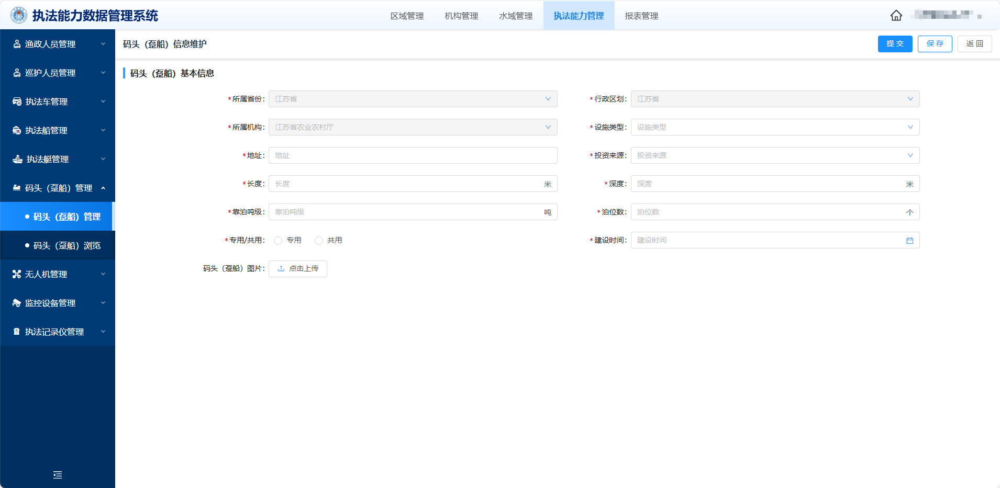 执法能力数据管理系统
区域管理
机构管理
水域管理
执法能力管理
报表管理
渔政人员管理
巡护人员管理
执法车管理
执法船管理
执法艇管理
码头（趸船）管理
码头（趸船）管理
码头（趸船）浏览
无人机管理
监控设备管理
执法记录仪管理
码头（趸船）信息维护
提 交
保 存
返 回
码头（趸船）基本信息
*所属省份：
江苏省
*行政区划：
江苏省
*所属机构：
江苏省农业农村厅
*设施类型：
设施类型
*地址：
地址
*投资来源：
投资来源
*长度：
长度
米
*深度：
深度
米
*靠泊吨级：
靠泊吨级
吨
*泊位数：
泊位数
个
*专用/共用：
专用
共用
*建设时间：
建设时间
码头（趸船）图片：
点击上传